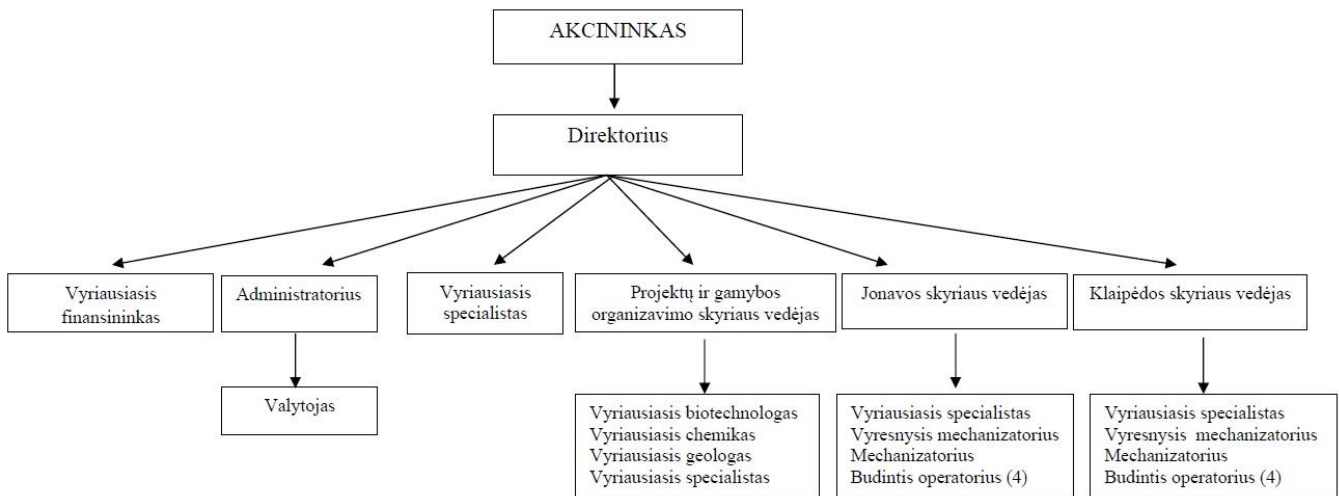 AKCININKAS
Direktorius
Vyriausiasis
finansininkas
Administratorius
Vyriausiasis
specialistas
Projektų ir gamybos
organizavimo skyriaus vedėjas
Jonavos skyriaus vedėjas
Klaipėdos skyriaus vedėjas
Valytojas
Vyriausiasis biotechnologas
Vyriausiasis chemikas
Vyriausiasis geologas
Vyriausiasis specialistas
Vyriausiasis specialistas
Vyresnysis mechanizatorius
Mechanizatorius
Budintis operatorius (4)
Vyriausiasis specialistas
Vyresnysis mechanizatorius
Mechanizatorius
Budintis operatorius (4)